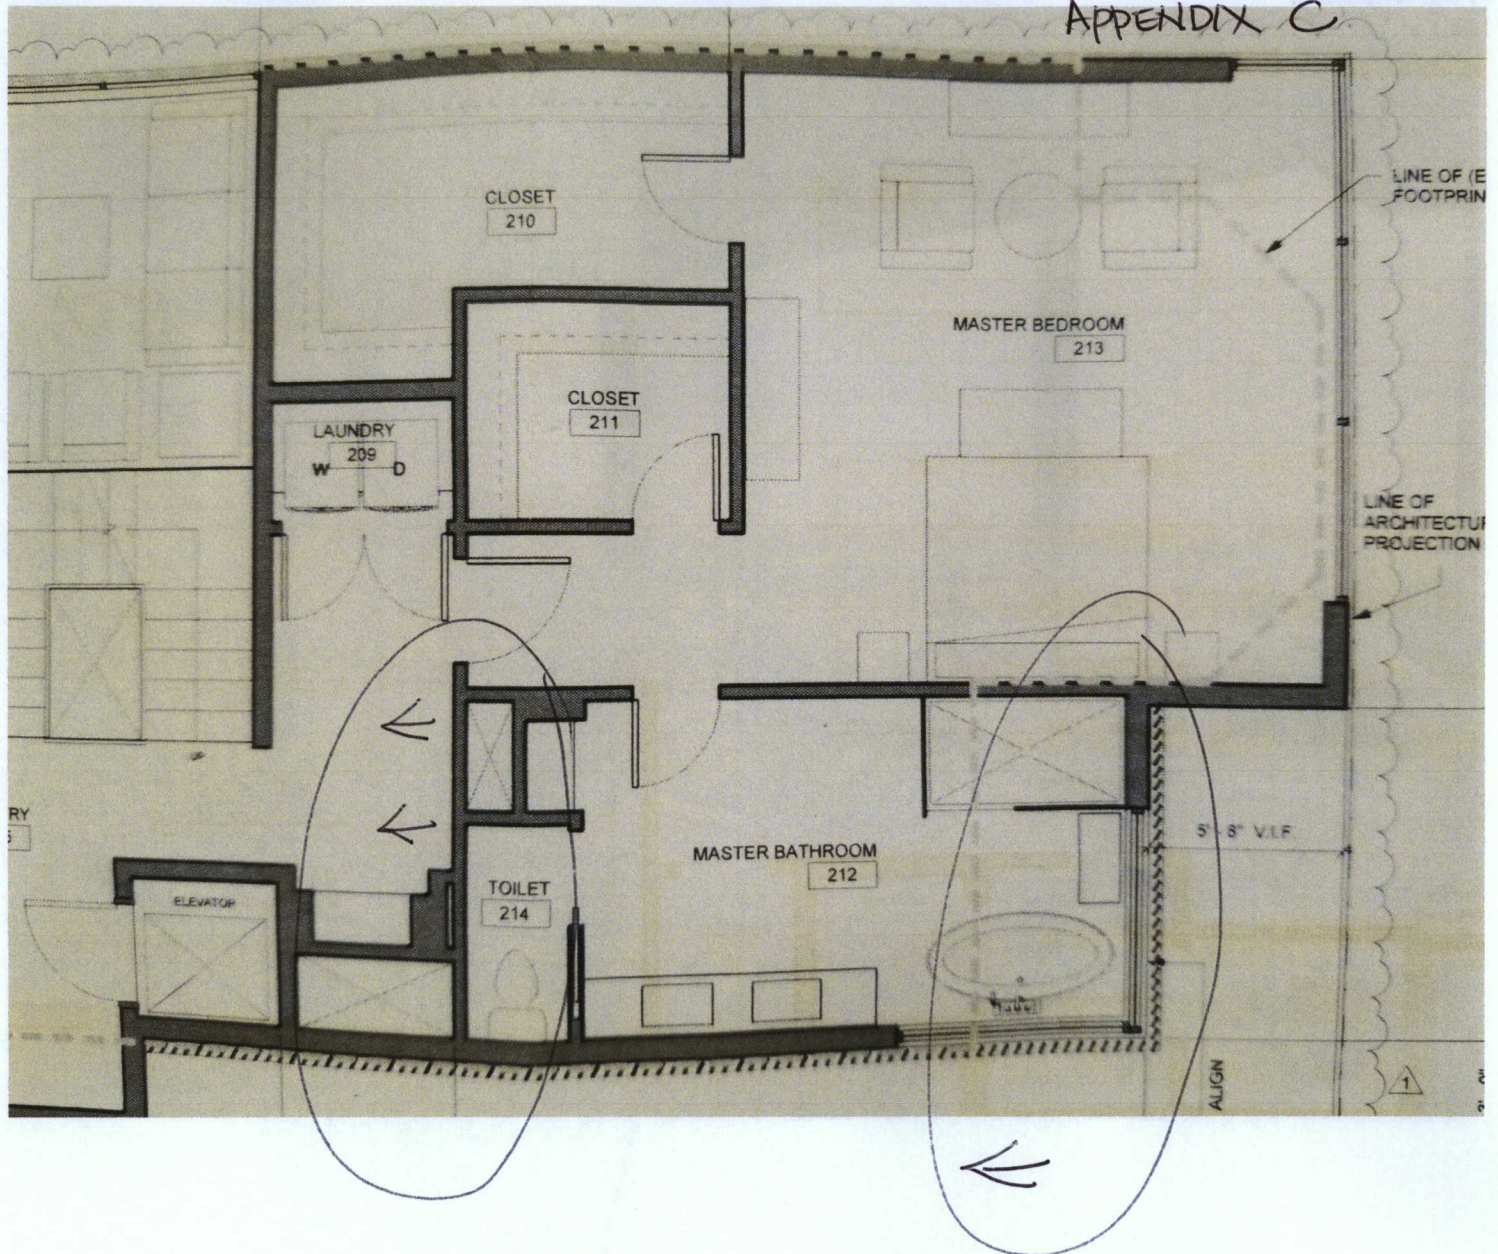 APPENDIX C
LINE OF (E
FOOTPRIN
CLOSET
210
MASTER BEDROOM
213
CLOSET
211
LAUNDRY
209
W D
LINE OF
ARCHITECTUR
PROJECTION
RY
5' - 8" V.I.F.
MASTER BATHROOM
212
TOILET
214
ELEVATOR
ALIGN
1